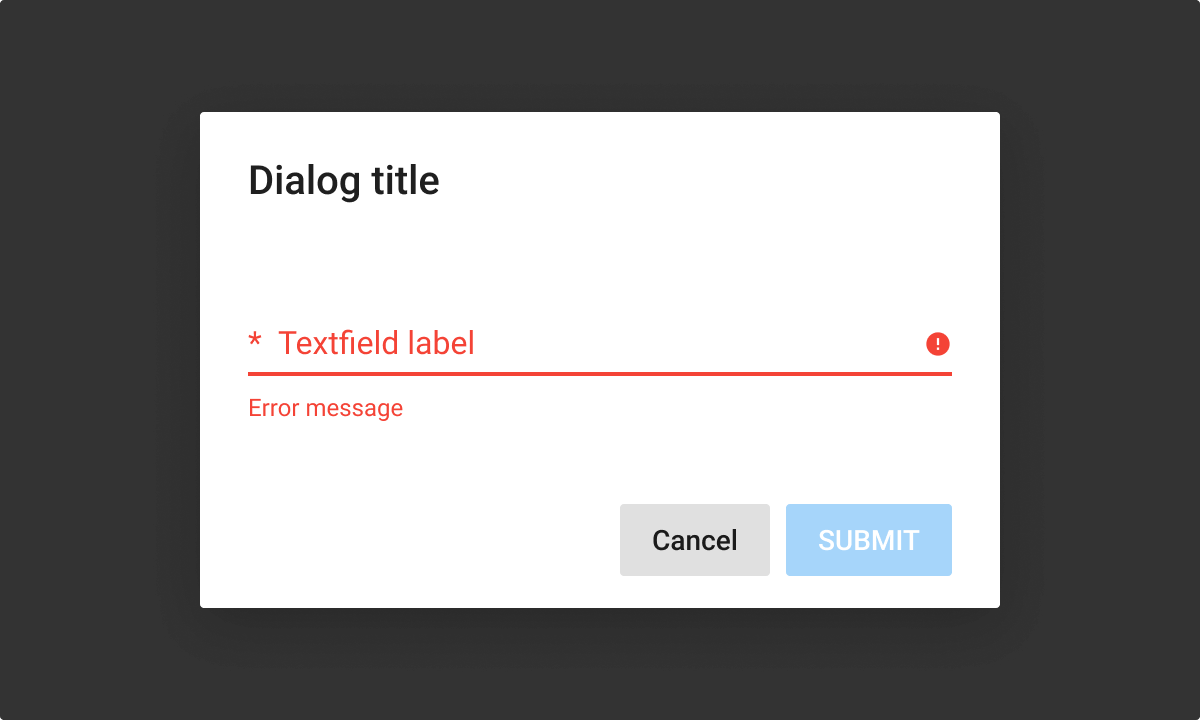 Dialog title
* Textfield label
Error message
Cancel SUBMIT